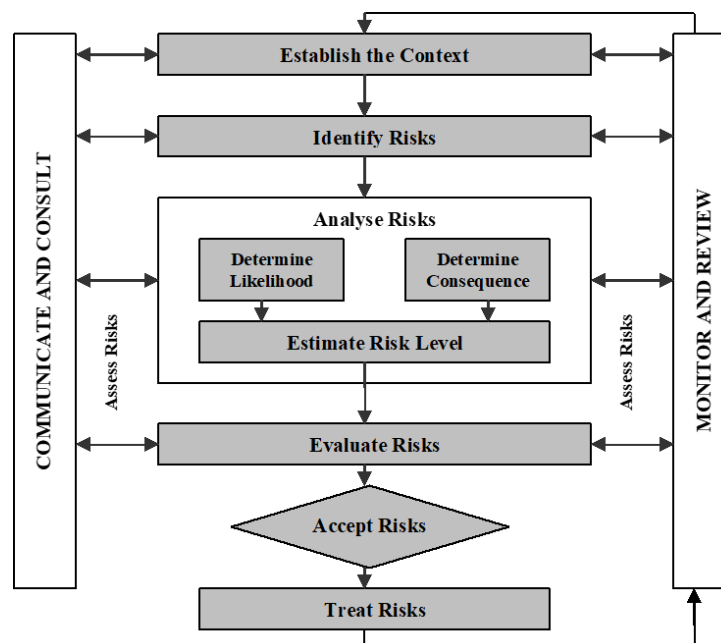 Establish the Context
Identify Risks
Analyse Risks
Determine
Likelihood
Determine
Consequence
Estimate Risk Level
Evaluate Risks
Accept Risks
Treat Risks
COMMUNICATE AND CONSULT
Assess Risks
Assess Risks
MONITOR AND REVIEW